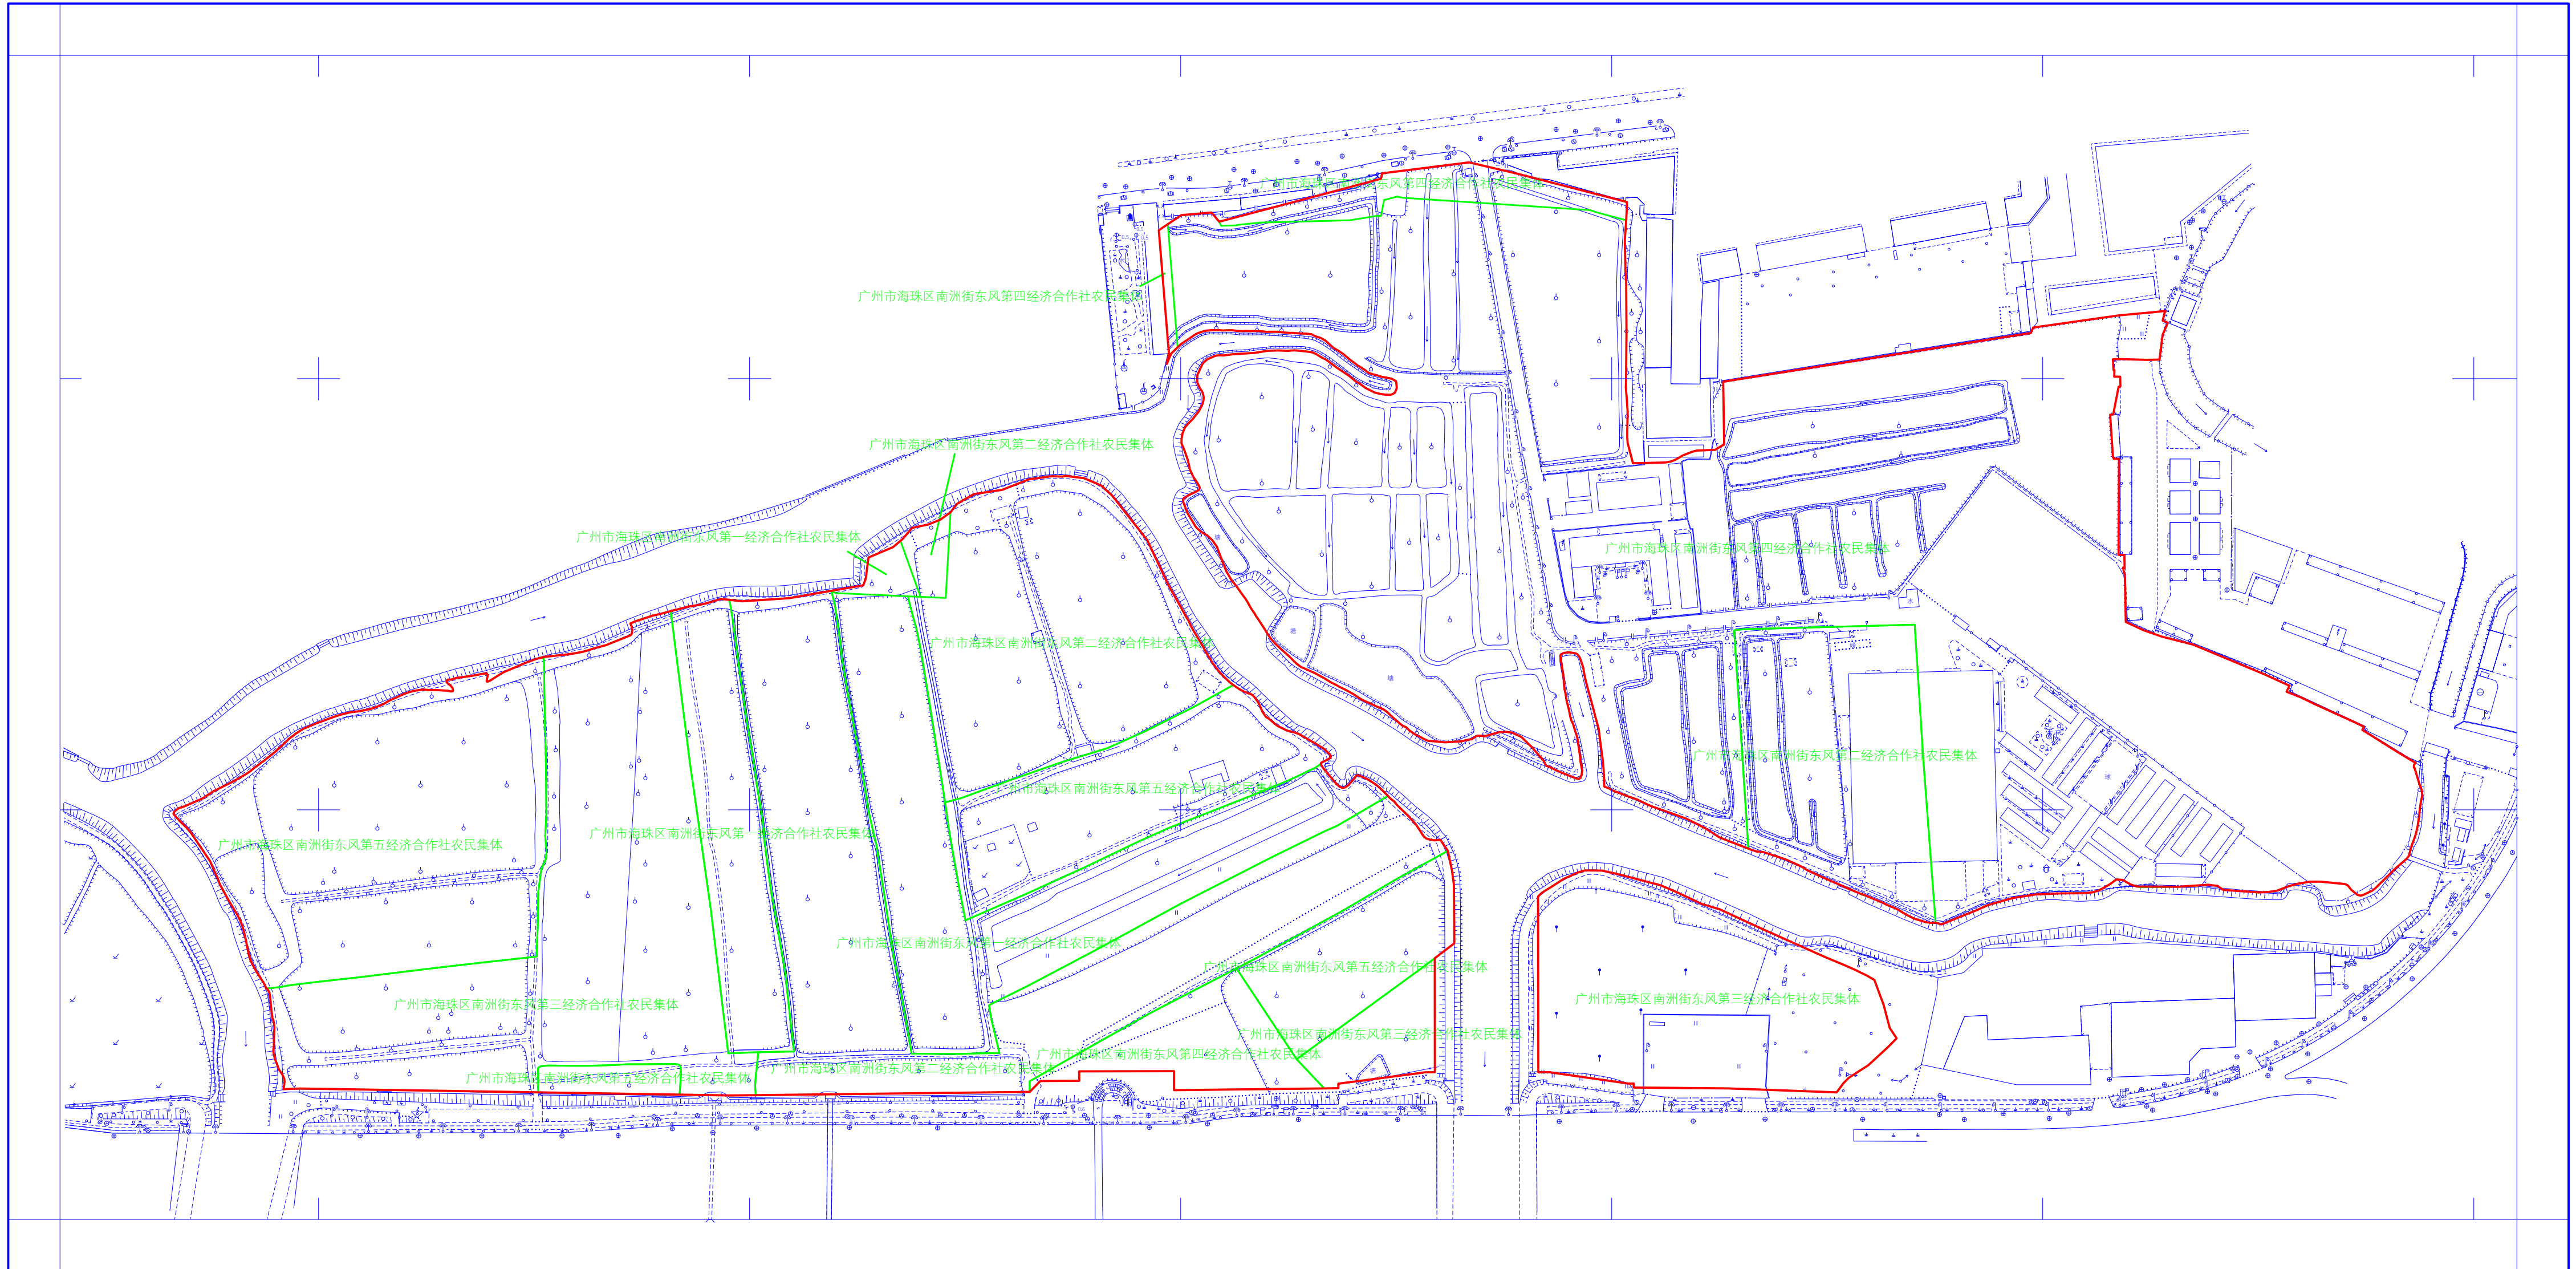 广州市海珠区南洲街东风第四经济合作社农民集体
广州市海珠区南洲街东风第四经济合作社农民集体
广州市海珠区南洲街东风第二经济合作社农民集体
广州市海珠区南洲街东风第一经济合作社农民集体
广州市海珠区南洲街东风第四经济合作社农民集体
塘
水
塘
广州市海珠区南洲街东风第二经济合作社农民集体
塘
广州市海珠区南洲街东风第二经济合作社农民集体
球
广州市海珠区南洲街东风第五经济合作社农民集体
广州市海珠区南洲街东风第一经济合作社农民集体
广州市海珠区南洲街东风第五经济合作社农民集体
广州市海珠区南洲街东风第一经济合作社农民集体
广州市海珠区南洲街东风第五经济合作社农民集体
广州市海珠区南洲街东风第三经济合作社农民集体
广州市海珠区南洲街东风第三经济合作社农民集体
广州市海珠区南洲街东风第三经济合作社农民集体
广州市海珠区南洲街东风第四经济合作社农民集体
广州市海珠区南洲街东风第二经济合作社农民集体
塘
广州市海珠区南洲街东风第五经济合作社农民集体